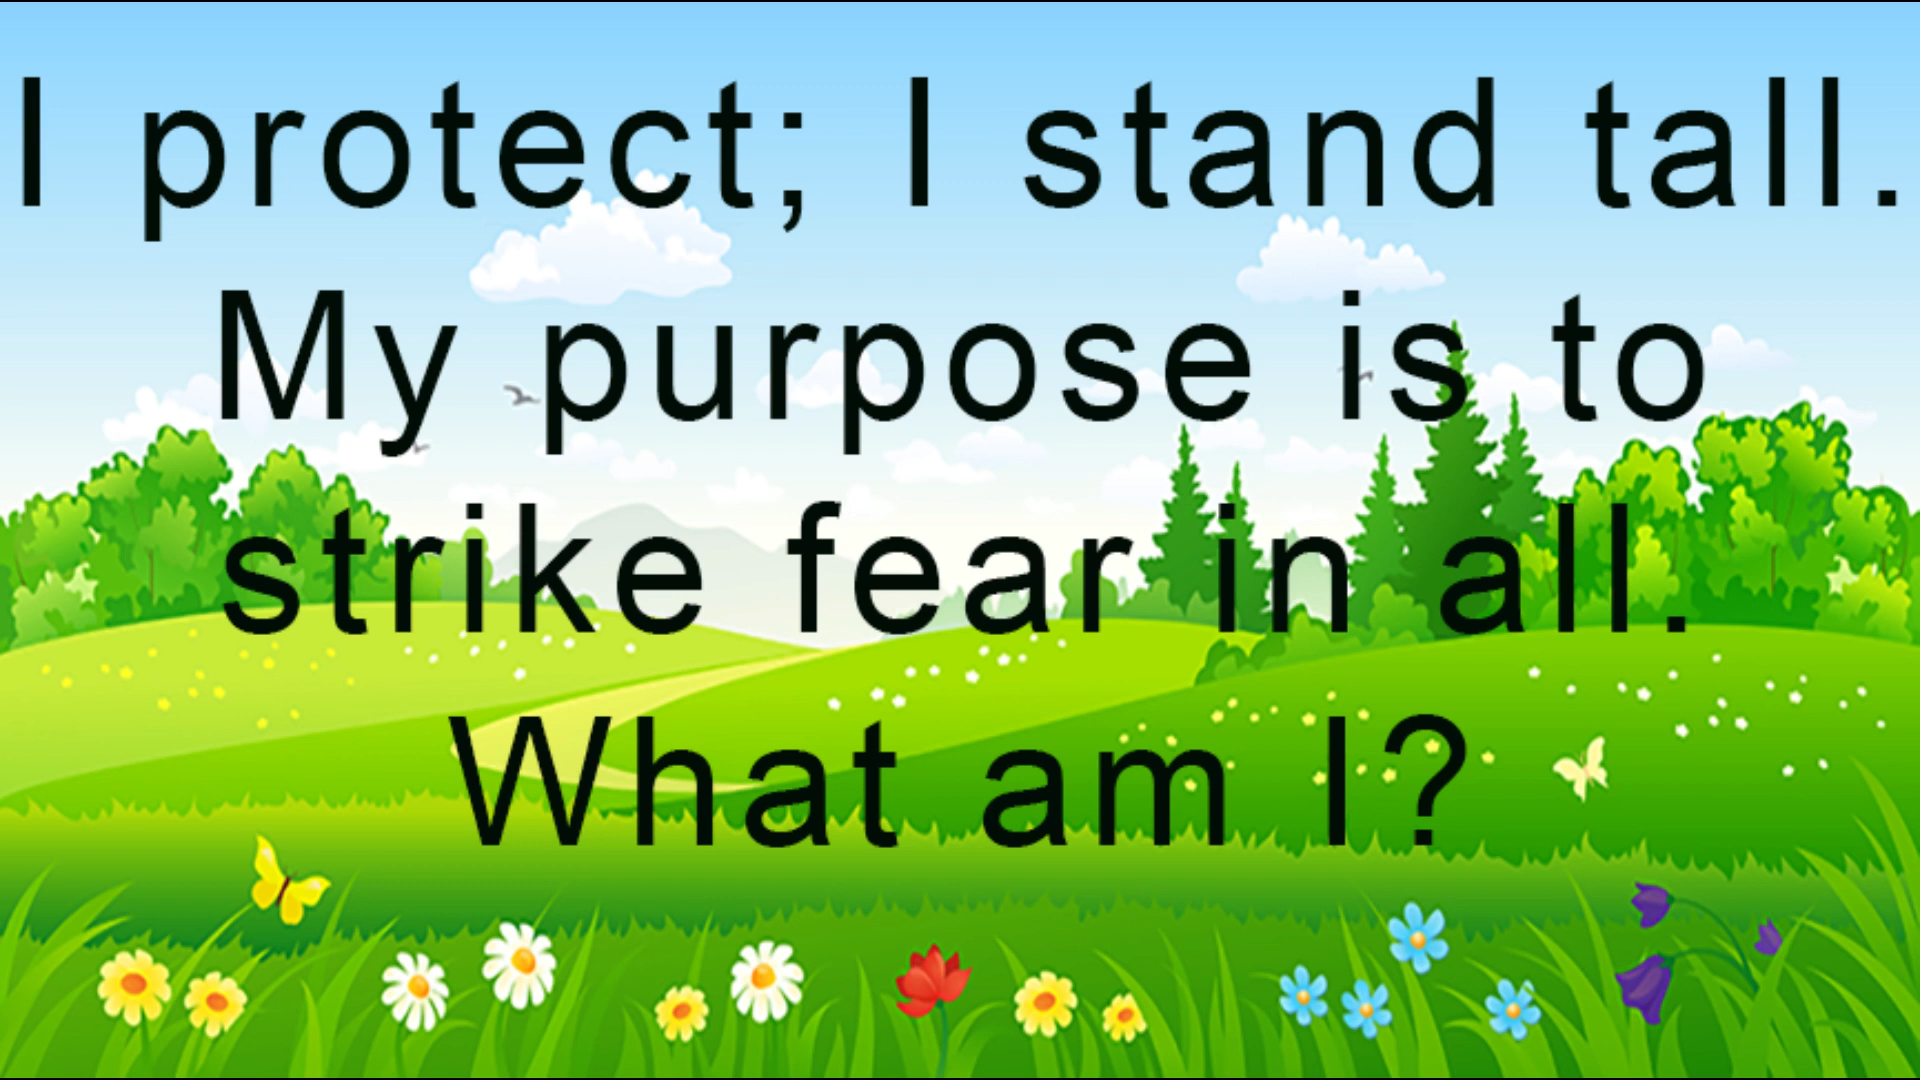 I protect; I stand tall.
My purpose is to
strike fear in all.
What am I?